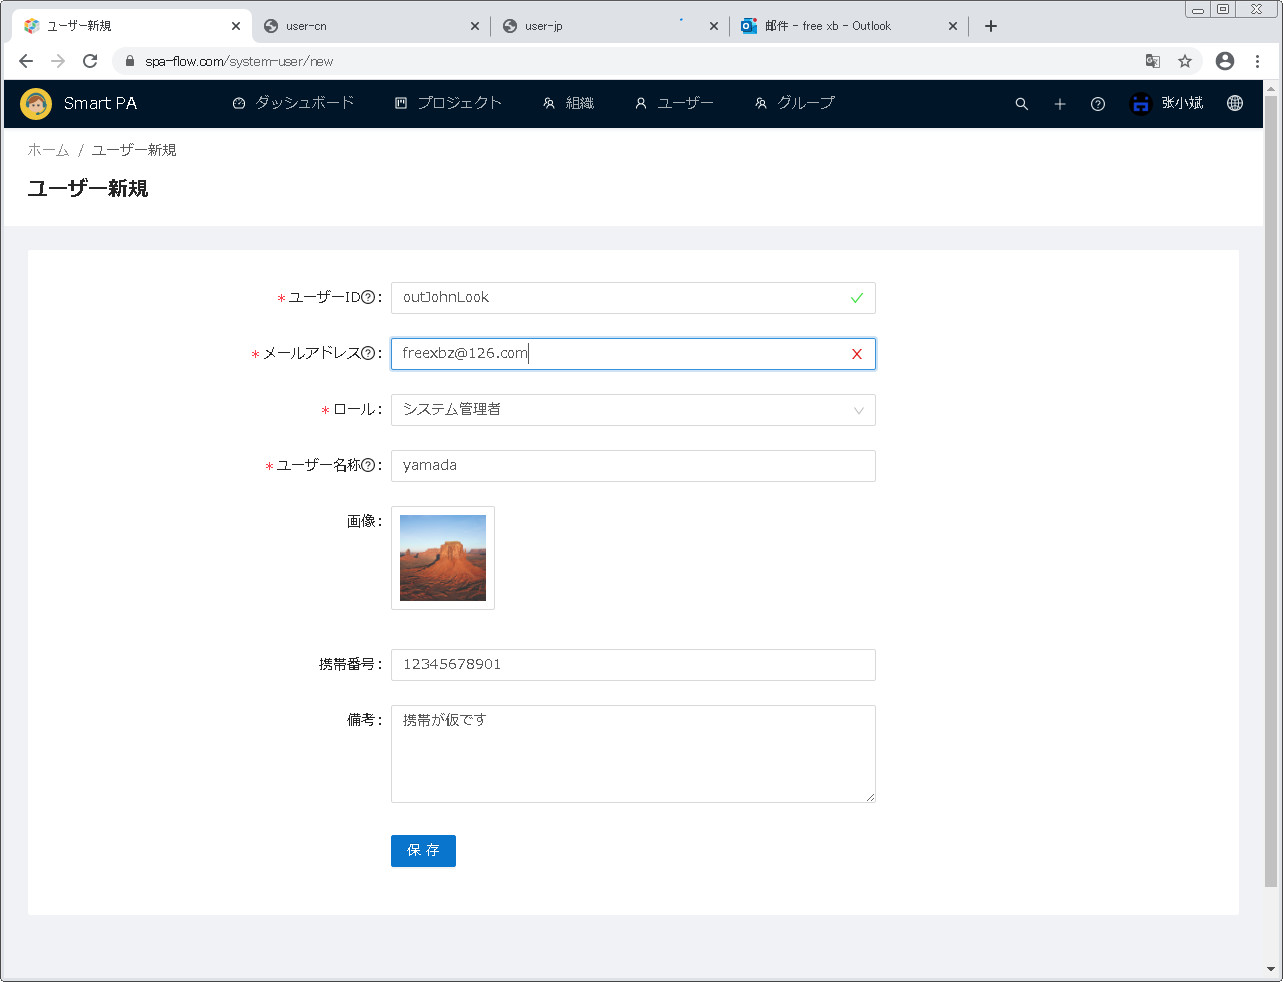 ユーザー新規
user-cn
user-jp
邮件 - free xb - Outlook
spa-flow.com/system-user/new
Smart PA
ダッシュボード
プロジェクト
組織
ユーザー
グループ
张小斌
ホーム / ユーザー新規
ユーザー新規
*ユーザーID?: outJohnLook
*メールアドレス?: freexbz@126.com
*ロール: システム管理者
*ユーザー名称?: yamada
画像:
携帯番号: 12345678901
備考: 携帯が仮です
保 存